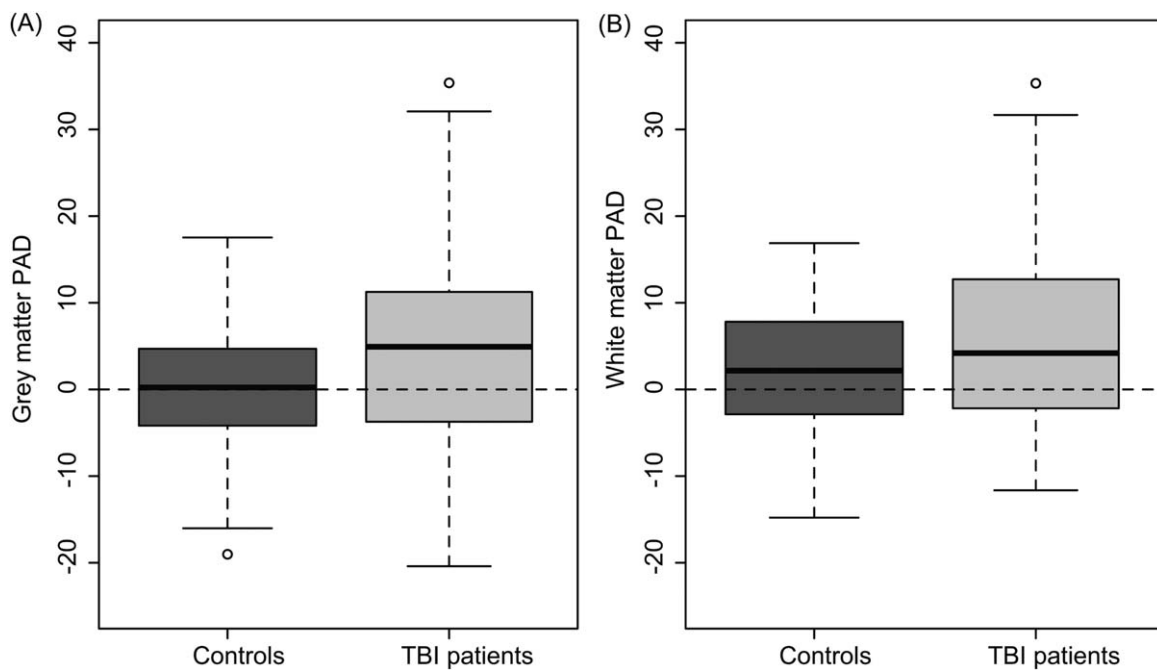 (A)
Grey matter PAD
40
30
20
10
0
-10
-20
Controls
TBI patients
(B)
White matter PAD
40
30
20
10
0
-10
-20
Controls
TBI patients